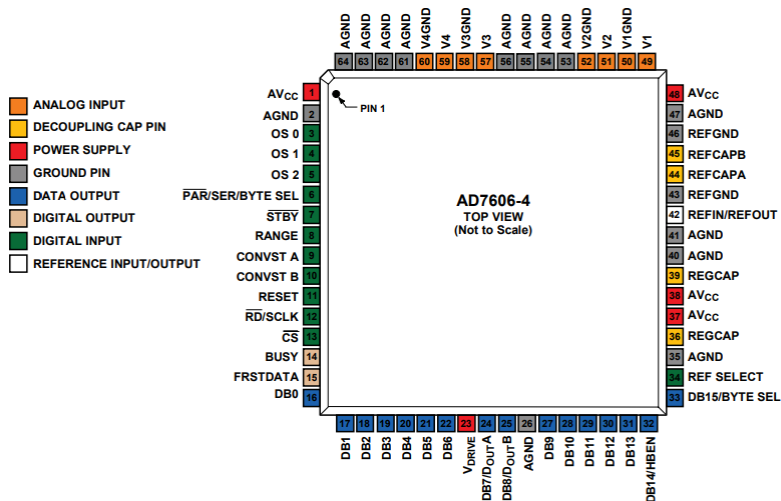 AGND
AGND
AGND
AGND
V4GND
V4
V3GND
V3
AGND
AGND
AGND
AGND
V2GND
V2
V1GND
V1
64 63 62 61 60 59 58 57 56 55 54 53 52 51 50 49
ANALOG INPUT
DECOUPLING CAP PIN
POWER SUPPLY
GROUND PIN
DATA OUTPUT
DIGITAL OUTPUT
DIGITAL INPUT
REFERENCE INPUT/OUTPUT
AVCC 1
AGND 2
OS 0 3
OS 1 4
OS 2 5
PAR/SER/BYTE SEL 6
STBY 7
RANGE 8
CONVST A 9
CONVST B 10
RESET 11
RD/SCLK 12
CS 13
BUSY 14
FRSTDATA 15
DB0 16
PIN 1
AD7606-4
TOP VIEW
(Not to Scale)
48 AVCC
47 AGND
46 REFGND
45 REFCAPB
44 REFCAPA
43 REFGND
42 REFIN/REFOUT
41 AGND
40 AGND
39 REGCAP
38 AVCC
37 AVCC
36 REGCAP
35 AGND
34 REF SELECT
33 DB15/BYTE SEL
17 18 19 20 21 22 23 24 25 26 27 28 29 30 31 32
DB1
DB2
DB3
DB4
DB5
DB6
VDRIVE
DB7/DOUTA
DB8/DOUTB
AGND
DB9
DB10
DB11
DB12
DB13
DB14/HBEN